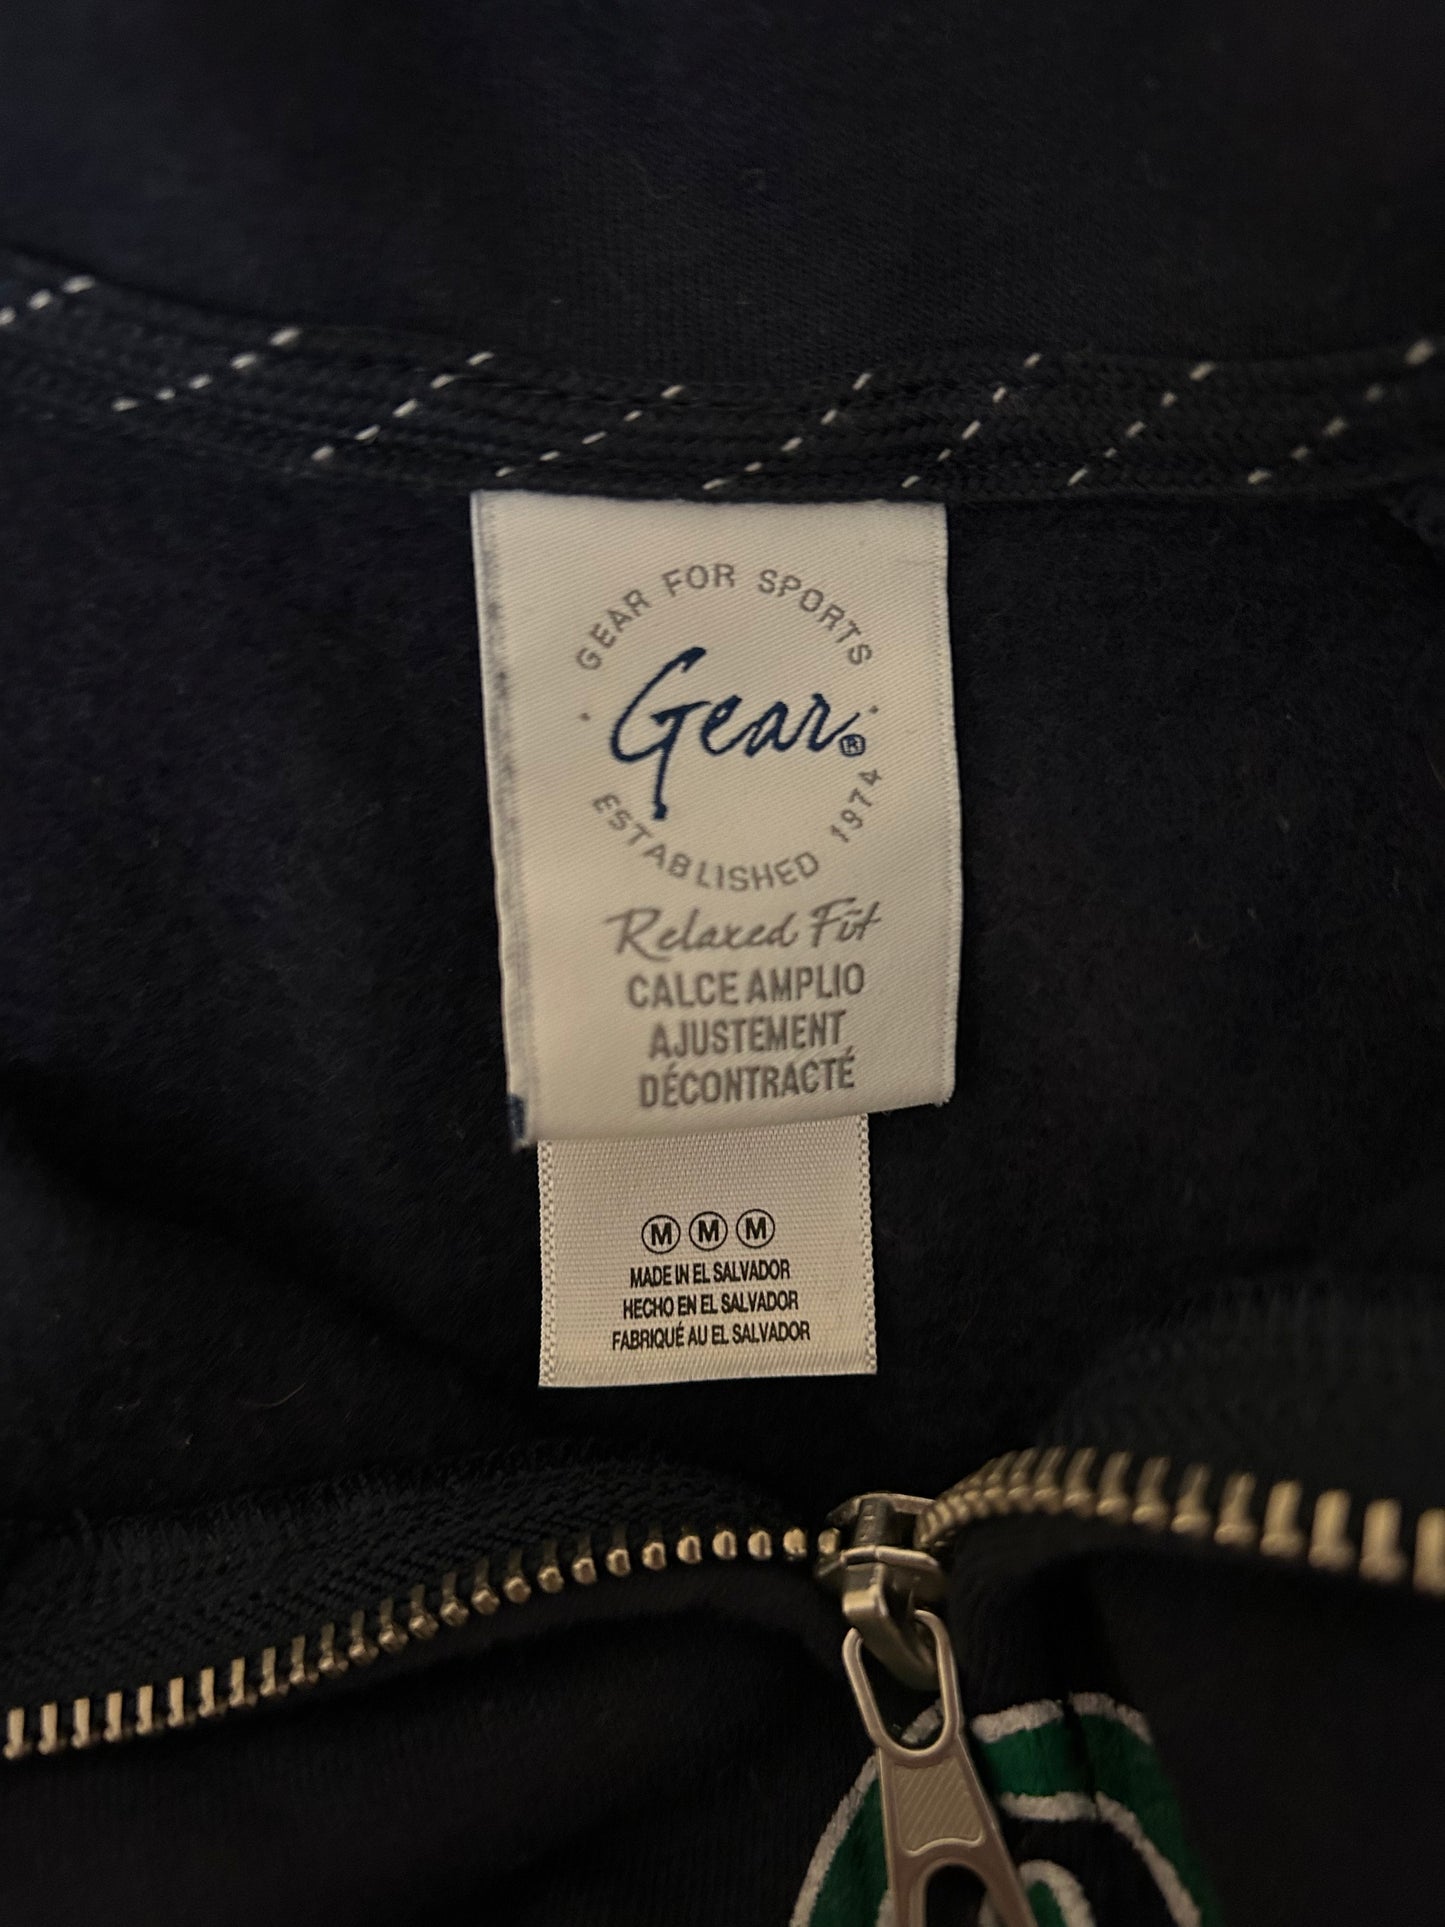 GEAR FOR SPORTS
Gear®
ESTABLISHED 1974
Relaxed Fit
CALCE AMPLIO
AJUSTEMENT
DÉCONTRACTÉ
M M M
MADE IN EL SALVADOR
HECHO EN EL SALVADOR
FABRIQUÉ AU EL SALVADOR